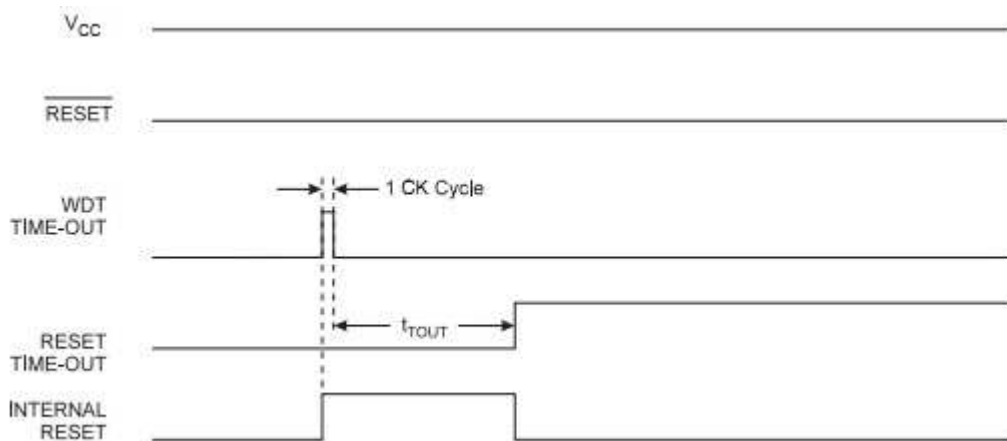 VCC
RESET
1 CK Cycle
WDT
TIME-OUT
tTOUT
RESET
TIME-OUT
INTERNAL
RESET